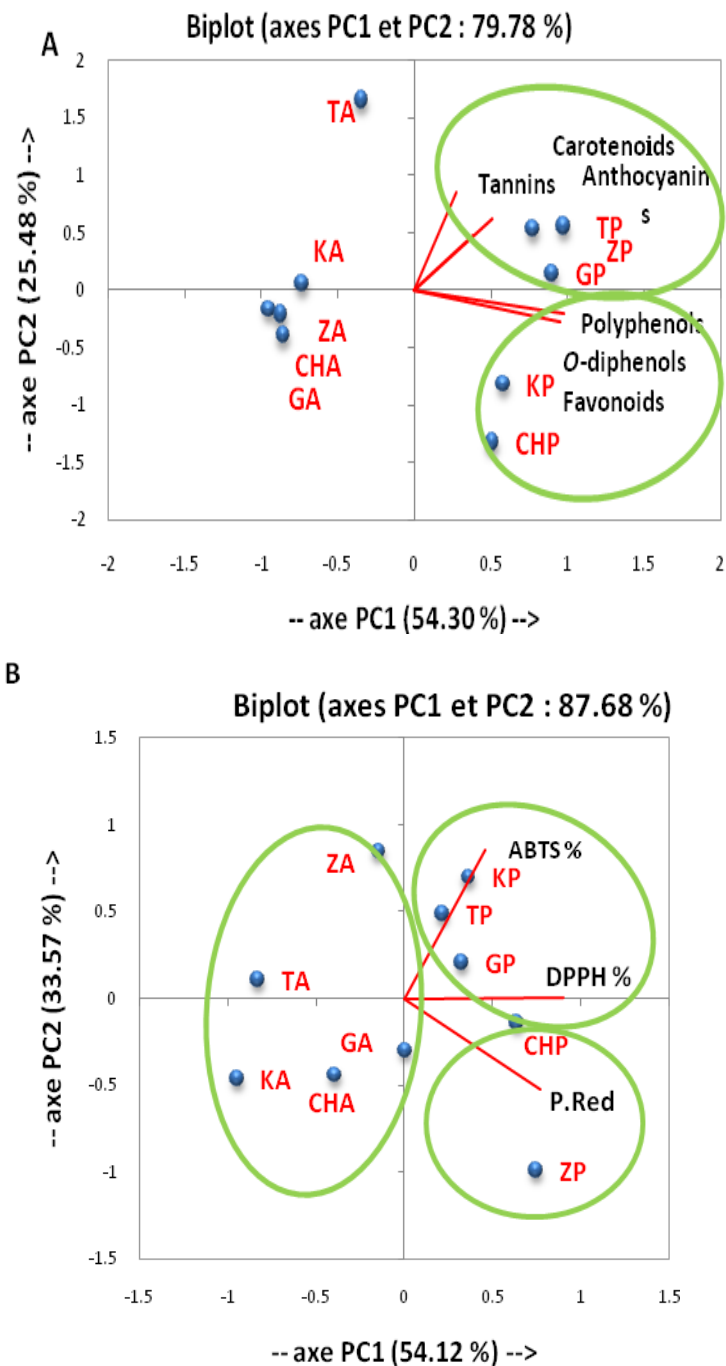 Biplot (axes PC1 et PC2 : 79.78 %)
A
2
1.5
1
0.5
0
-0.5
-1
-1.5
-2
-- axe PC2 (25.48 %) -->
TA
KA
ZA
CHA
GA
Carotenoids
Tannins
Anthocyanin
s
TP
ZP
GP
Polyphenols
O-diphenols
KP
Favonoids
CHP
-2
-1.5
-1
-0.5
0
0.5
1
1.5
2
-- axe PC1 (54.30 %) -->
B
Biplot (axes PC1 et PC2 : 87.68 %)
1.5
1
0.5
0
-0.5
-1
-1.5
-- axe PC2 (33.57 %) -->
ZA
TA
GA
KA
CHA
ABTS %
KP
TP
GP
DPPH %
CHP
P.Red
ZP
-1.5
-1
-0.5
0
0.5
1
1.5
-- axe PC1 (54.12 %) -->